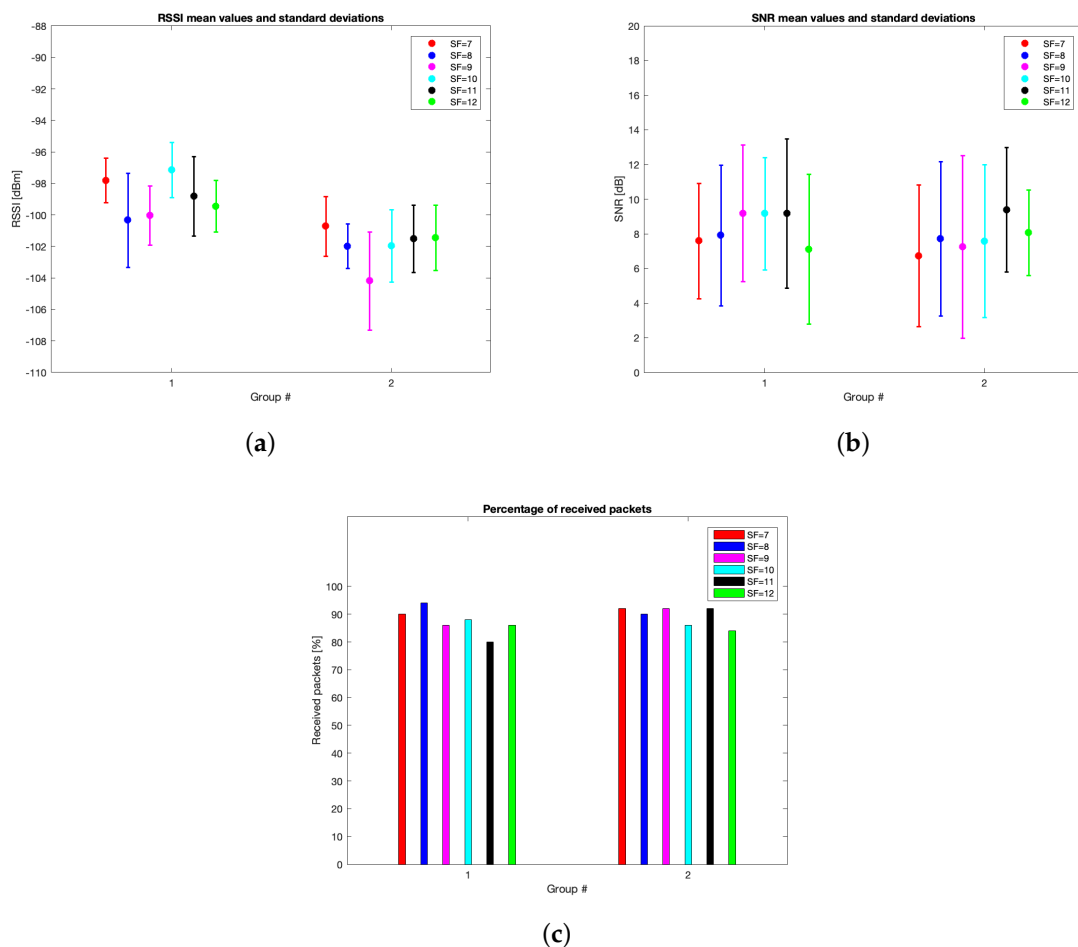 RSSI mean values and standard deviations
-88
-90
-92
-94
-96
-98
-100
-102
-104
-106
-108
-110
RSSI [dBm]
SF=7
SF=8
SF=9
SF=10
SF=11
SF=12
1
2
Group #
(a)
SNR mean values and standard deviations
20
18
16
14
12
10
8
6
4
2
0
SNR [dB]
SF=7
SF=8
SF=9
SF=10
SF=11
SF=12
1
2
Group #
(b)
Percentage of received packets
100
90
80
70
60
50
40
30
20
10
0
Received packets [%]
SF=7
SF=8
SF=9
SF=10
SF=11
SF=12
1
2
Group #
(c)